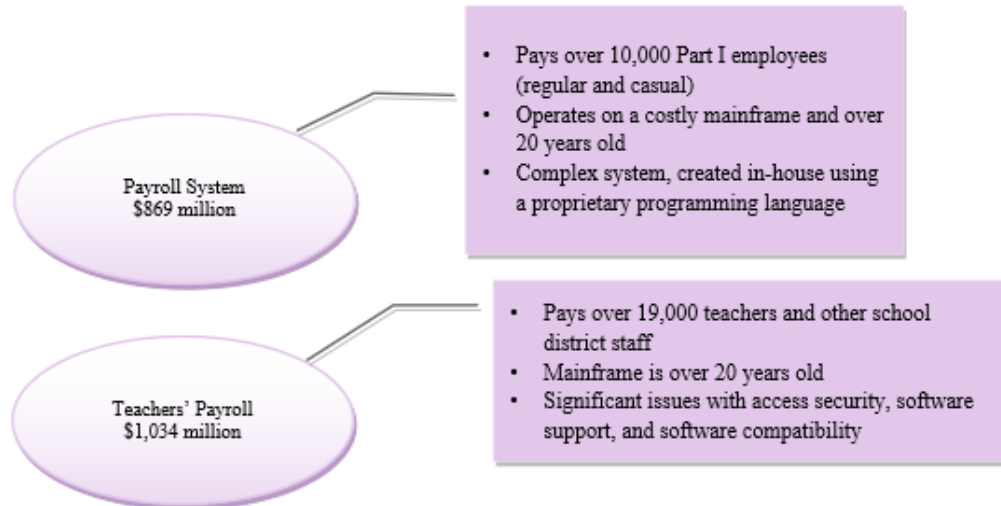 Payroll System
$869 million
• Pays over 10,000 Part I employees
(regular and casual)
• Operates on a costly mainframe and over
20 years old
• Complex system, created in-house using
a proprietary programming language
Teachers’ Payroll
$1,034 million
• Pays over 19,000 teachers and other school
district staff
• Mainframe is over 20 years old
• Significant issues with access security, software
support, and software compatibility